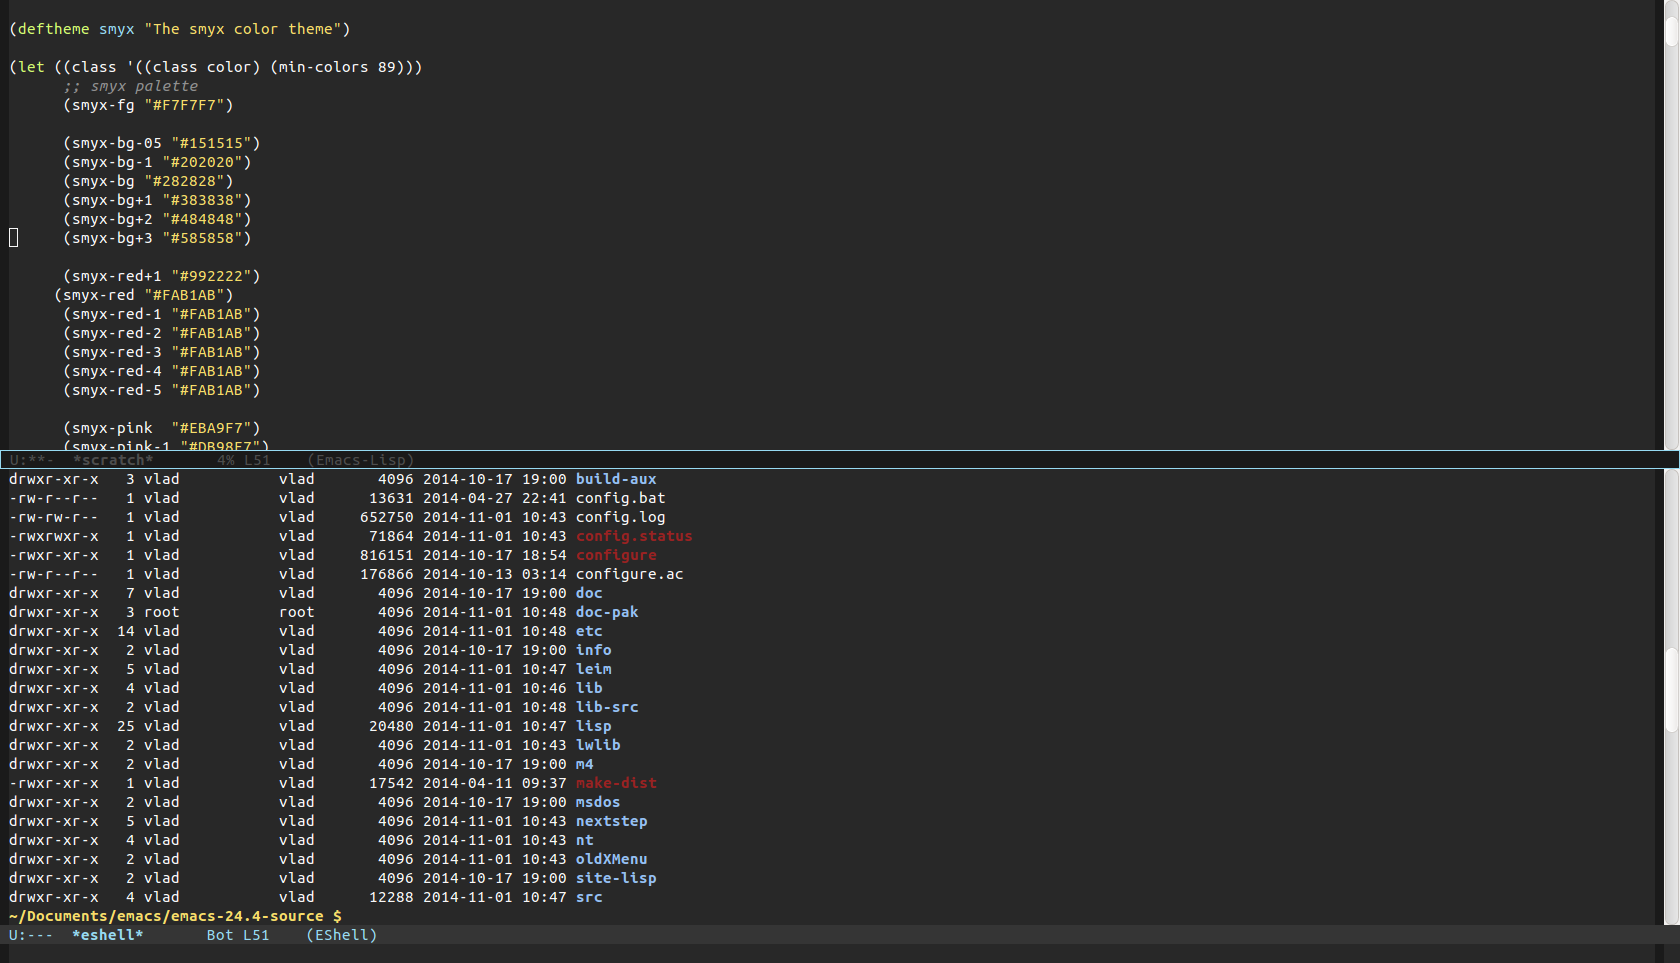 (deftheme smyx "The smyx color theme")
(let ((class '((class color) (min-colors 89)))
;; smyx palette
(smyx-fg "#F7F7F7")
(smyx-bg-05 "#151515")
(smyx-bg-1 "#202020")
(smyx-bg "#282828")
(smyx-bg+1 "#383838")
(smyx-bg+2 "#484848")
(smyx-bg+3 "#585858")
(smyx-red+1 "#992222")
(smyx-red "#FAB1AB")
(smyx-red-1 "#FAB1AB")
(smyx-red-2 "#FAB1AB")
(smyx-red-3 "#FAB1AB")
(smyx-red-4 "#FAB1AB")
(smyx-red-5 "#FAB1AB")
(smyx-pink  "#EBA9F7")
(smyx-pink-1 "#DB98F7")
U:**-  *scratch*       4% L51    (Emacs-Lisp)
drwxr-xr-x   3 vlad           vlad       4096 2014-10-17 19:00 build-aux
-rw-r--r--   1 vlad           vlad      13631 2014-04-27 22:41 config.bat
-rw-rw-r--   1 vlad           vlad     652750 2014-11-01 10:43 config.log
-rwxrwxr-x   1 vlad           vlad      71864 2014-11-01 10:43 config.status
-rwxr-xr-x   1 vlad           vlad     816151 2014-10-17 18:54 configure
-rw-r--r--   1 vlad           vlad     176866 2014-10-13 03:14 configure.ac
drwxr-xr-x   7 vlad           vlad       4096 2014-10-17 19:00 doc
drwxr-xr-x   3 root           root       4096 2014-11-01 10:48 doc-pak
drwxr-xr-x  14 vlad           vlad       4096 2014-11-01 10:48 etc
drwxr-xr-x   2 vlad           vlad       4096 2014-10-17 19:00 info
drwxr-xr-x   5 vlad           vlad       4096 2014-11-01 10:47 leim
drwxr-xr-x   4 vlad           vlad       4096 2014-11-01 10:46 lib
drwxr-xr-x   2 vlad           vlad       4096 2014-11-01 10:48 lib-src
drwxr-xr-x  25 vlad           vlad      20480 2014-11-01 10:47 lisp
drwxr-xr-x   2 vlad           vlad       4096 2014-11-01 10:43 lwlib
drwxr-xr-x   2 vlad           vlad       4096 2014-10-17 19:00 m4
-rwxr-xr-x   1 vlad           vlad      17542 2014-04-11 09:37 make-dist
drwxr-xr-x   2 vlad           vlad       4096 2014-10-17 19:00 msdos
drwxr-xr-x   5 vlad           vlad       4096 2014-11-01 10:43 nextstep
drwxr-xr-x   4 vlad           vlad       4096 2014-11-01 10:43 nt
drwxr-xr-x   2 vlad           vlad       4096 2014-11-01 10:43 oldXMenu
drwxr-xr-x   2 vlad           vlad       4096 2014-10-17 19:00 site-lisp
drwxr-xr-x   4 vlad           vlad      12288 2014-11-01 10:47 src
~/Documents/emacs/emacs-24.4-source $
U:---  *eshell*       Bot L51    (EShell)